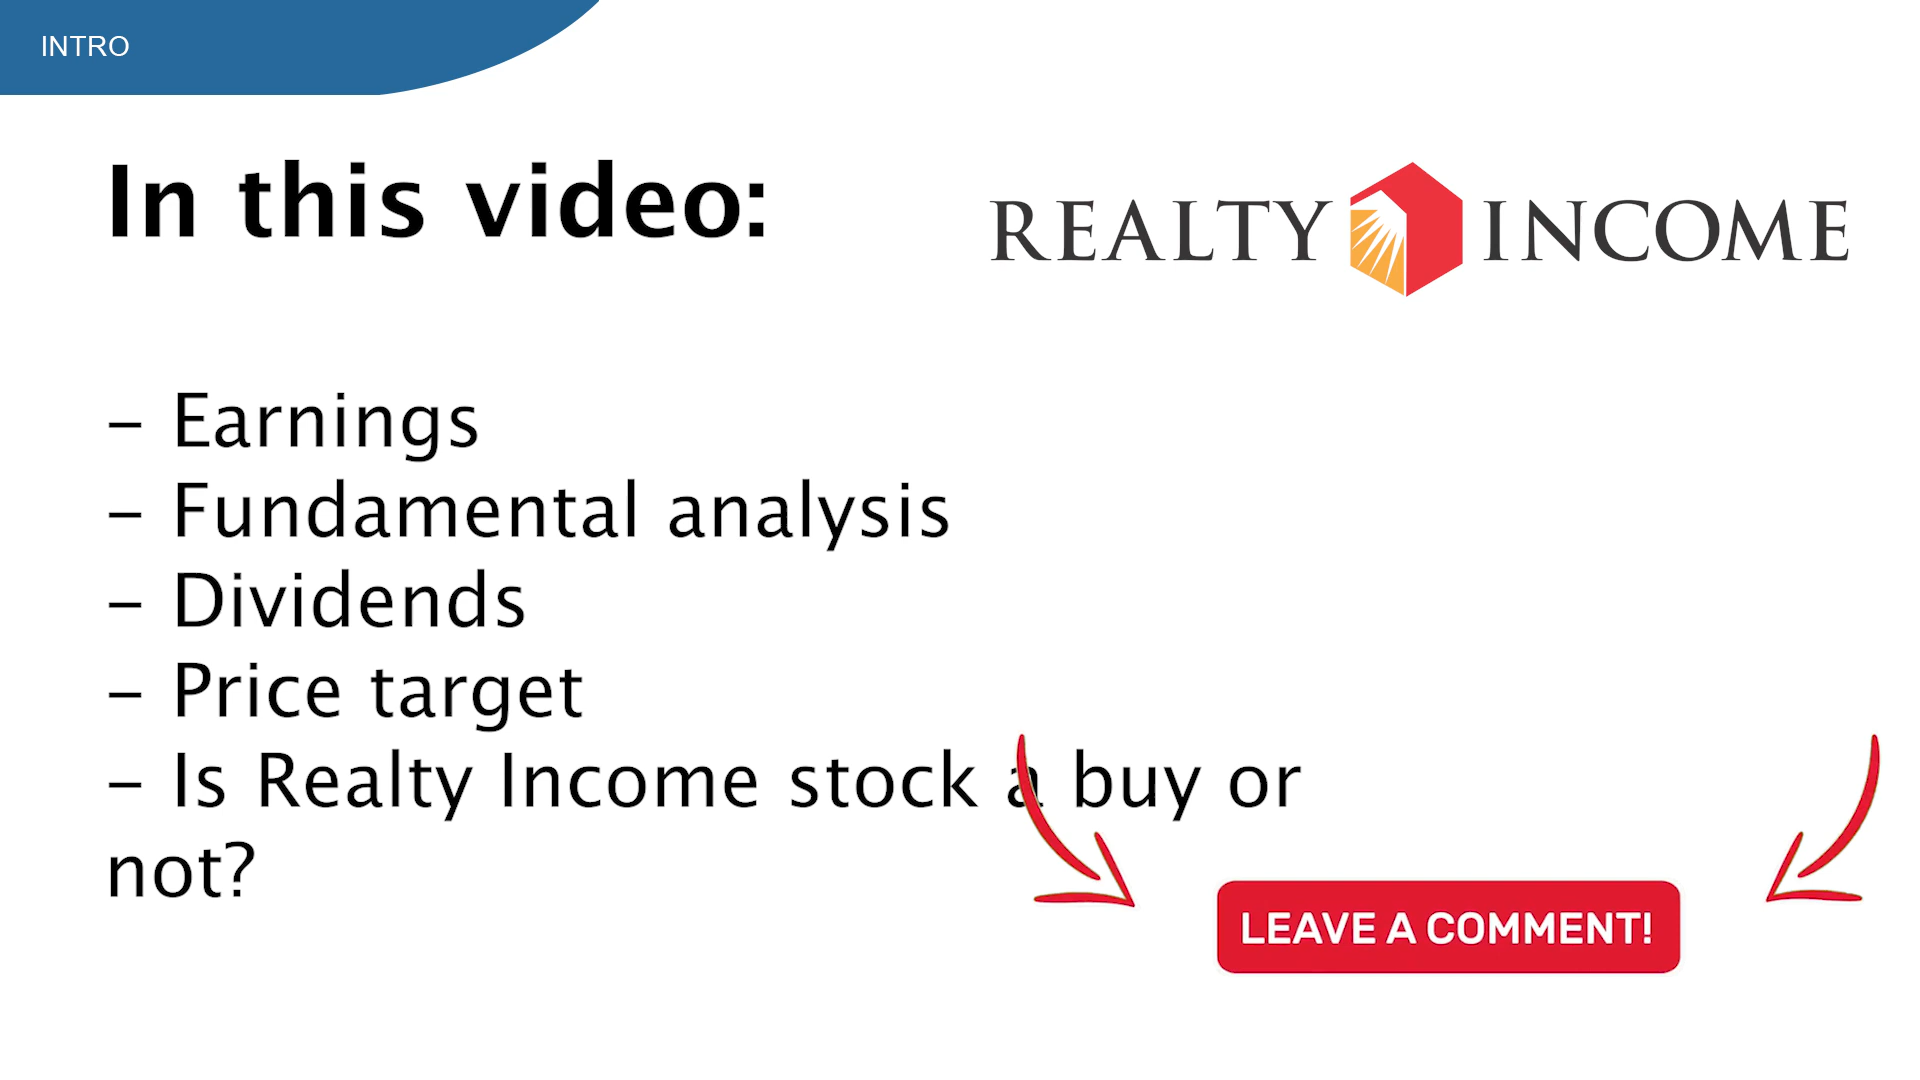 INTRO
In this video:
REALTY INCOME
– Earnings
– Fundamental analysis
– Dividends
– Price target
– Is Realty Income stock a buy or
not?
LEAVE A COMMENT!